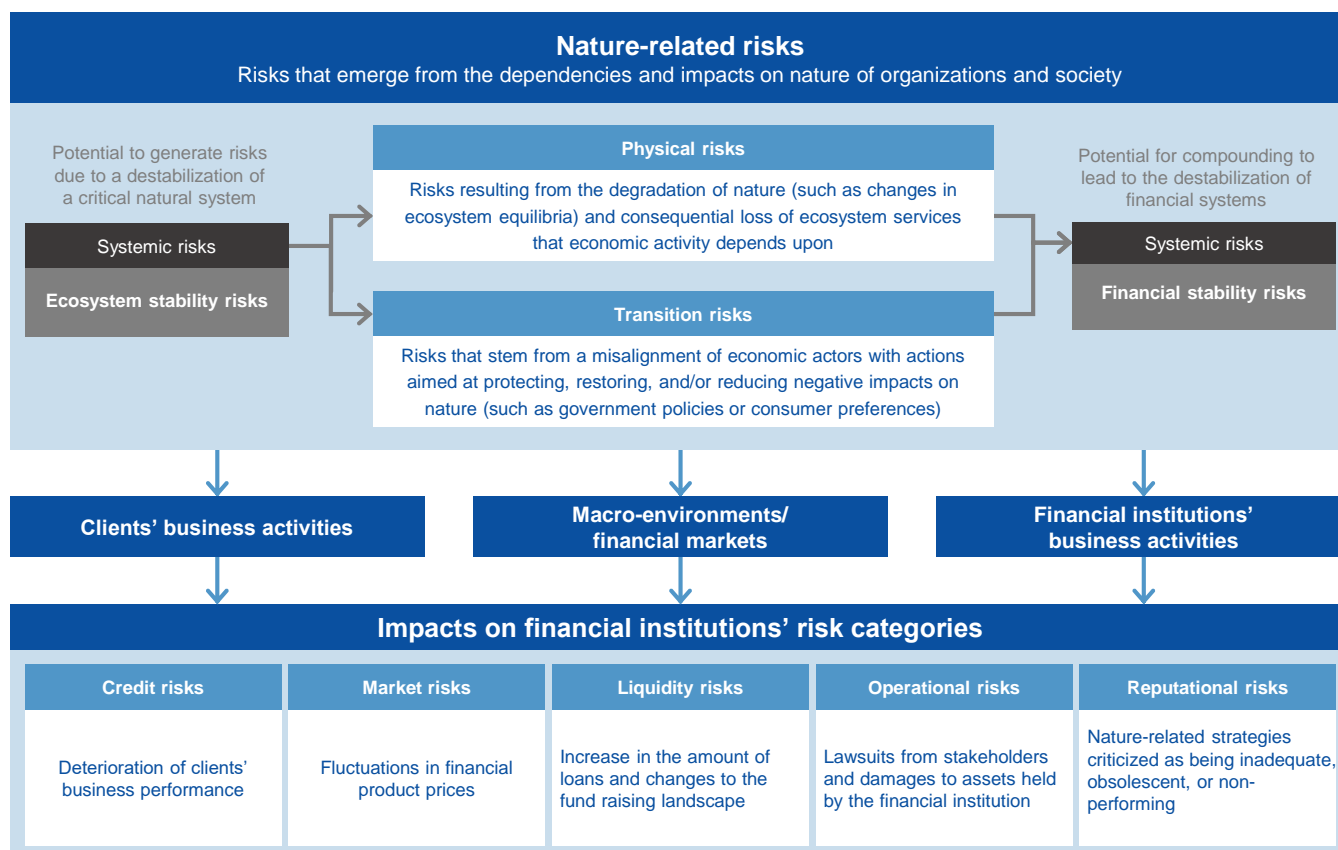 Nature-related risks
Risks that emerge from the dependencies and impacts on nature of organizations and society
Potential to generate risks
due to a destabilization of
a critical natural system
Systemic risks
Ecosystem stability risks
Physical risks
Risks resulting from the degradation of nature (such as changes in
ecosystem equilibria) and consequential loss of ecosystem services
that economic activity depends upon
Transition risks
Risks that stem from a misalignment of economic actors with actions
aimed at protecting, restoring, and/or reducing negative impacts on
nature (such as government policies or consumer preferences)
Potential for compounding to
lead to the destabilization of
financial systems
Systemic risks
Financial stability risks
Clients’ business activities
Macro-environments/
financial markets
Financial institutions’
business activities
Impacts on financial institutions’ risk categories
Credit risks
Deterioration of clients’
business performance
Market risks
Fluctuations in financial
product prices
Liquidity risks
Increase in the amount of
loans and changes to the
fund raising landscape
Operational risks
Lawsuits from stakeholders
and damages to assets held
by the financial institution
Reputational risks
Nature-related strategies
criticized as being inadequate,
obsolescent, or non-
performing